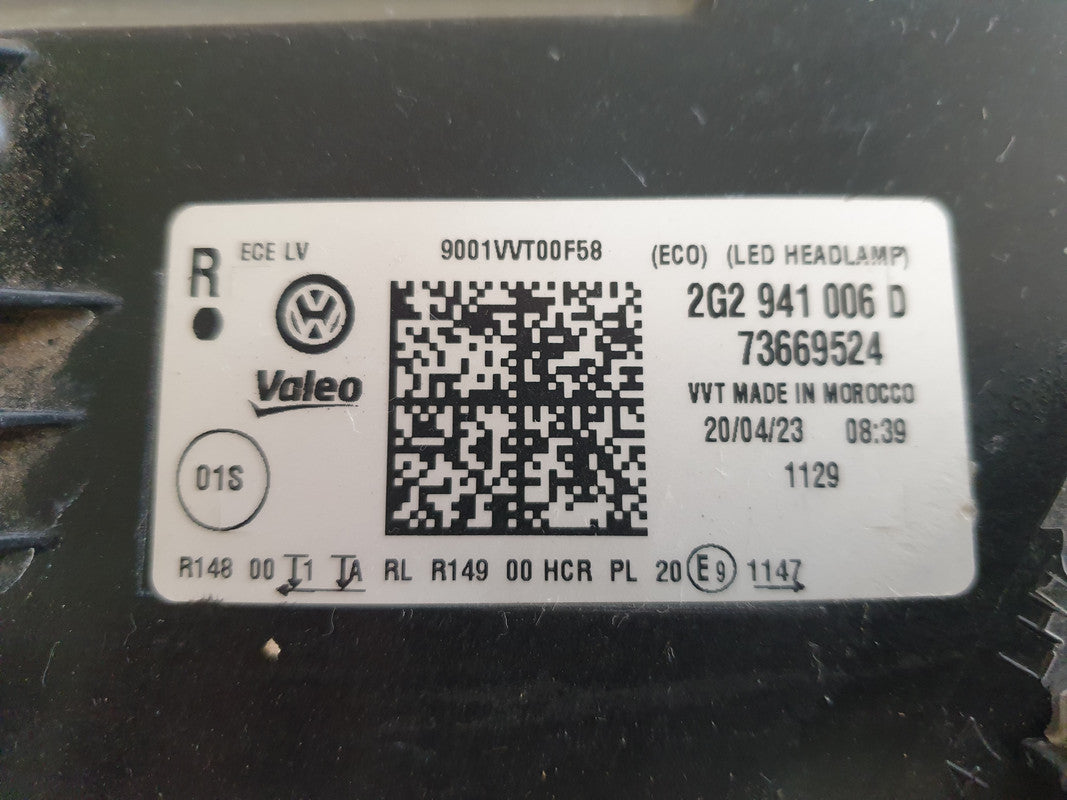 R ECE LV 9001VVT00F58 (ECO) (LED HEADLAMP)
2G2 941 006 D
73669524
Valeo
VVT MADE IN MOROCCO
20/04/23 08:39
01S
1129
R148 00 T1 TA RL R149 00 HCR PL 20 E9 1147